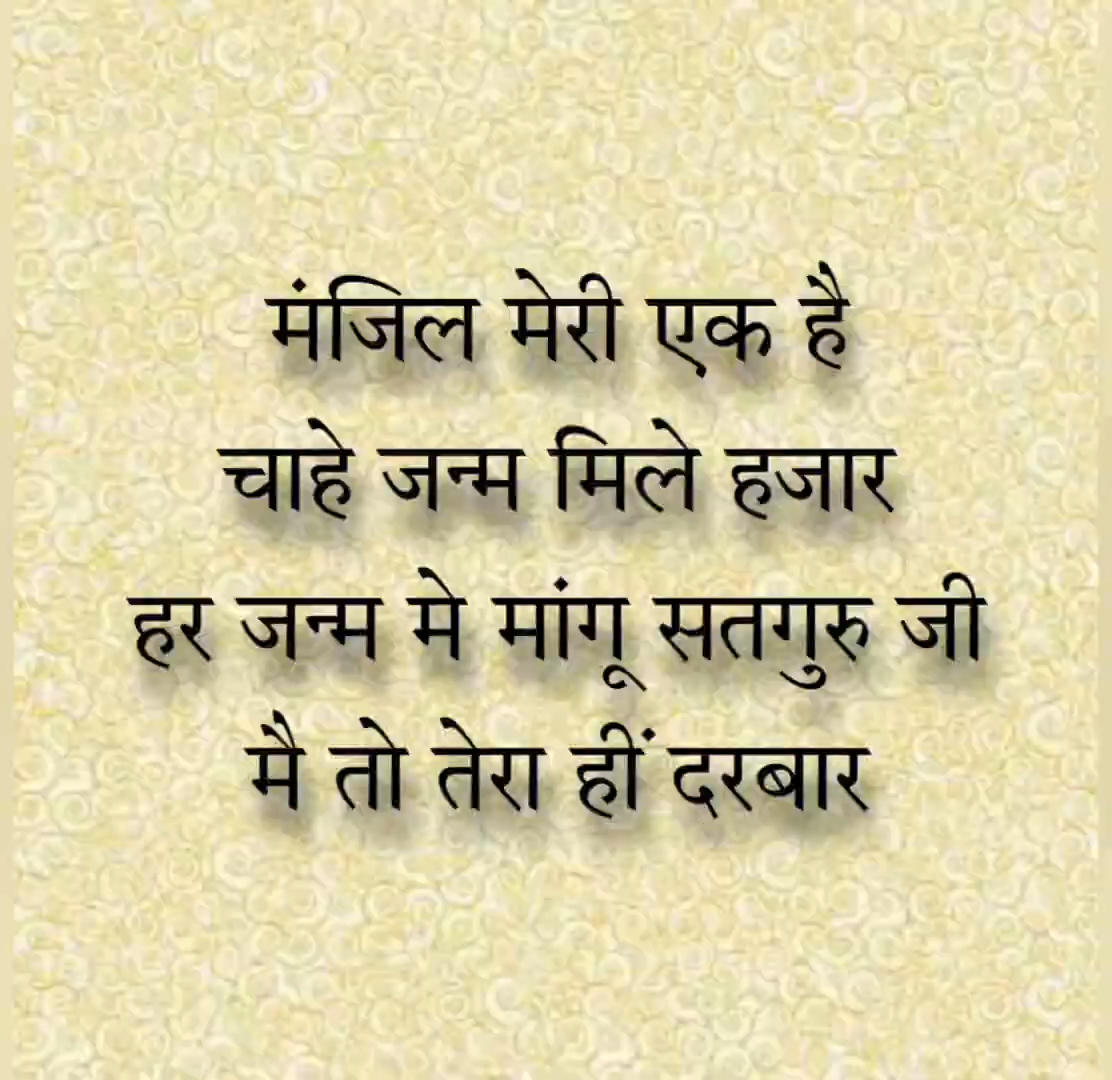 मंजिल मेरी एक है
चाहे जन्म मिले हजार
हर जन्म मे मांगू सतगुरु जी
मै तो तेरा हीं दरबार